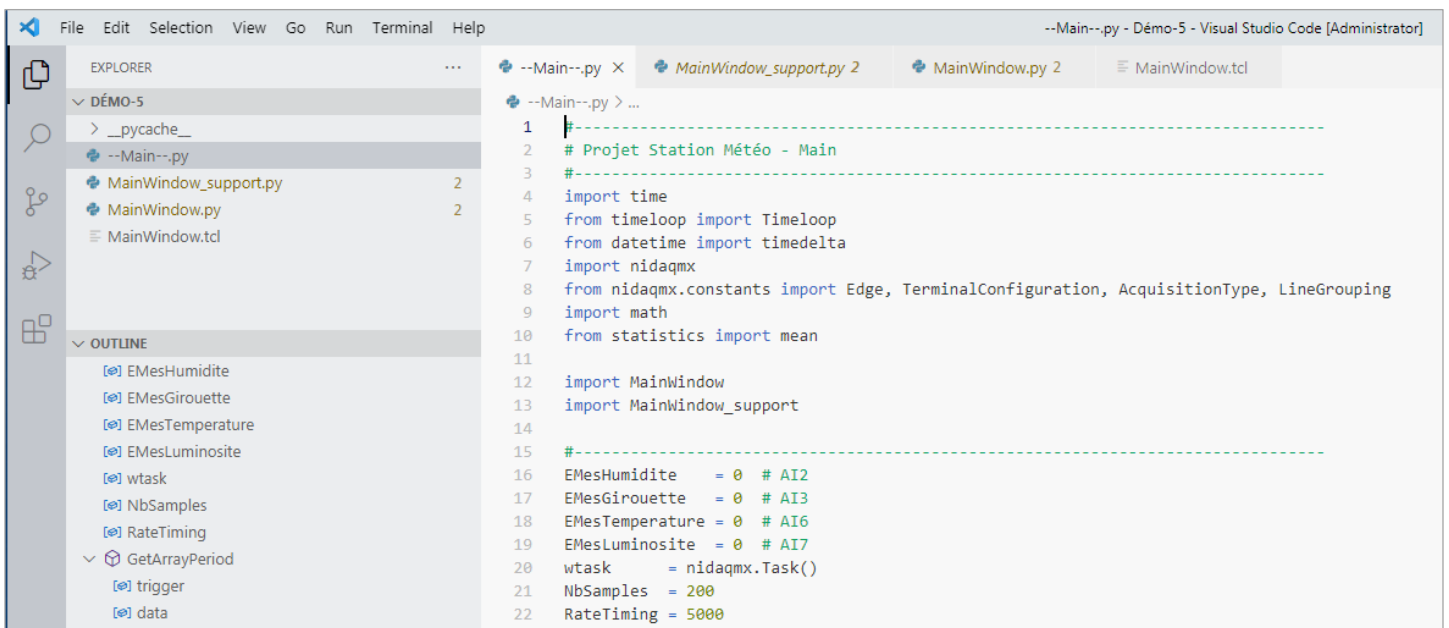 File Edit Selection View Go Run Terminal Help
--Main--.py - Démo-5 - Visual Studio Code [Administrator]
EXPLORER ...
DÉMO-5
__pycache__
--Main--.py
MainWindow_support.py 2
MainWindow.py 2
MainWindow.tcl
OUTLINE
EMesHumidite
EMesGirouette
EMesTemperature
EMesLuminosite
wtask
NbSamples
RateTiming
GetArrayPeriod
trigger
data
--Main--.py × MainWindow_support.py 2 MainWindow.py 2 MainWindow.tcl
--Main--.py > ...
1 #--------------------------------------------------------------------------------
2 # Projet Station Météo - Main
3 #--------------------------------------------------------------------------------
4 import time
5 from timeloop import Timeloop
6 from datetime import timedelta
7 import nidaqmx
8 from nidaqmx.constants import Edge, TerminalConfiguration, AcquisitionType, LineGrouping
9 import math
10 from statistics import mean
11
12 import MainWindow
13 import MainWindow_support
14
15 #--------------------------------------------------------------------------------
16 EMesHumidite    = 0  # AI2
17 EMesGirouette   = 0  # AI3
18 EMesTemperature = 0  # AI6
19 EMesLuminosite  = 0  # AI7
20 wtask      = nidaqmx.Task()
21 NbSamples  = 200
22 RateTiming = 5000